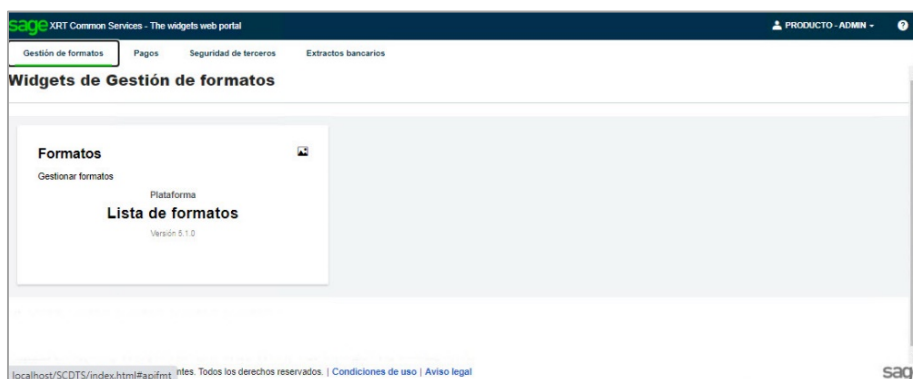 sage XRT Common Services - The widgets web portal PRODUCTO - ADMIN ?
Gestión de formatos Pagos Seguridad de terceros Extractos bancarios
Widgets de Gestión de formatos
Formatos
Gestionar formatos
Plataforma
Lista de formatos
Versión 5.1.0
localhost/SCDTS/index.html#apifmt ntes. Todos los derechos reservados. | Condiciones de uso | Aviso legal sag